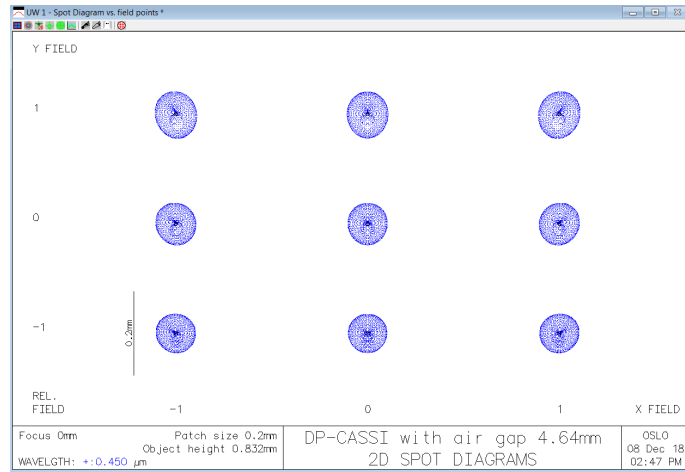 UW 1 - Spot Diagram vs. field points *
Y FIELD
1
0
-1
0.2mm
REL.
FIELD
-1
0
1
X FIELD
Focus 0mm
Patch size 0.2mm
Object height 0.832mm
WAVELGTH: +:0.450 µm
DP-CASSI with air gap 4.64mm
2D SPOT DIAGRAMS
OSLO
08 Dec 18
02:47 PM